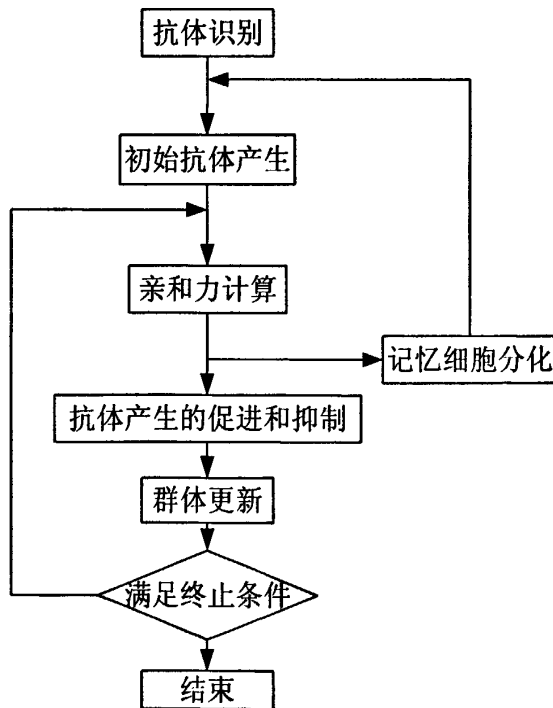 抗体识别
初始抗体产生
亲和力计算
记忆细胞分化
抗体产生的促进和抑制
群体更新
满足终止条件
结束